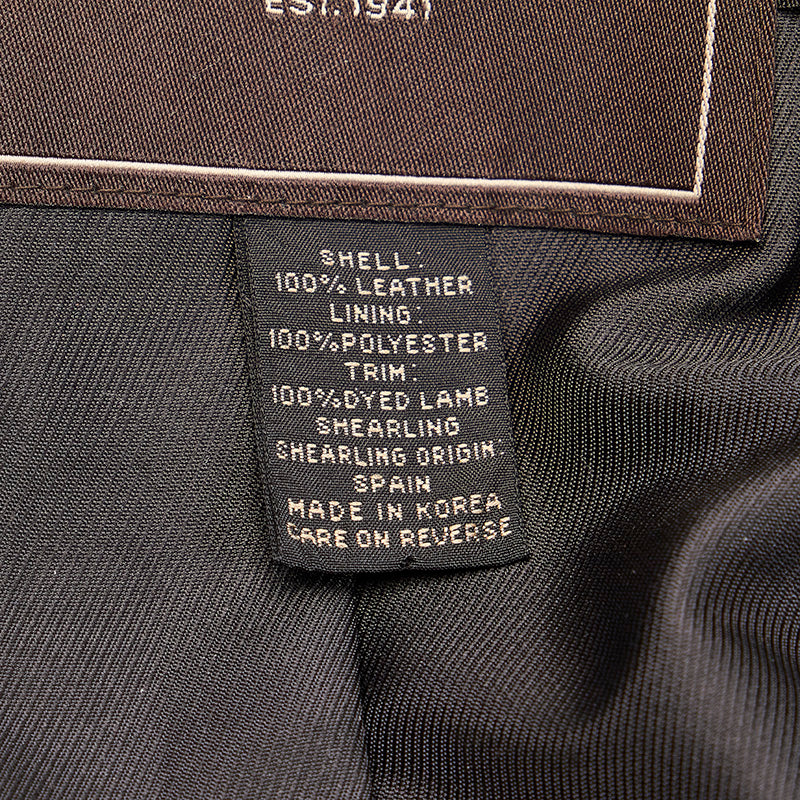 EST.1941
SHELL:
100% LEATHER
LINING:
100%POLYESTER
TRIM:
100%DYED LAMB
SHEARLING
SHEARLING ORIGIN:
SPAIN
MADE IN KOREA
CARE ON REVERSE